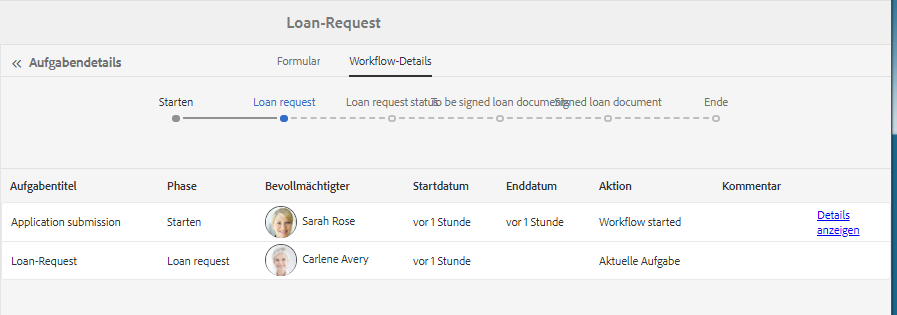 Loan-Request
« Aufgabendetails Formular Workflow-Details
Starten Loan request Loan request status To be signed loan documents Signed loan document Ende
Aufgabentitel Phase Bevollmächtigter Startdatum Enddatum Aktion Kommentar
Application submission Starten Sarah Rose vor 1 Stunde vor 1 Stunde Workflow started Details
anzeigen
Loan-Request Loan request Carlene Avery vor 1 Stunde Aktuelle Aufgabe